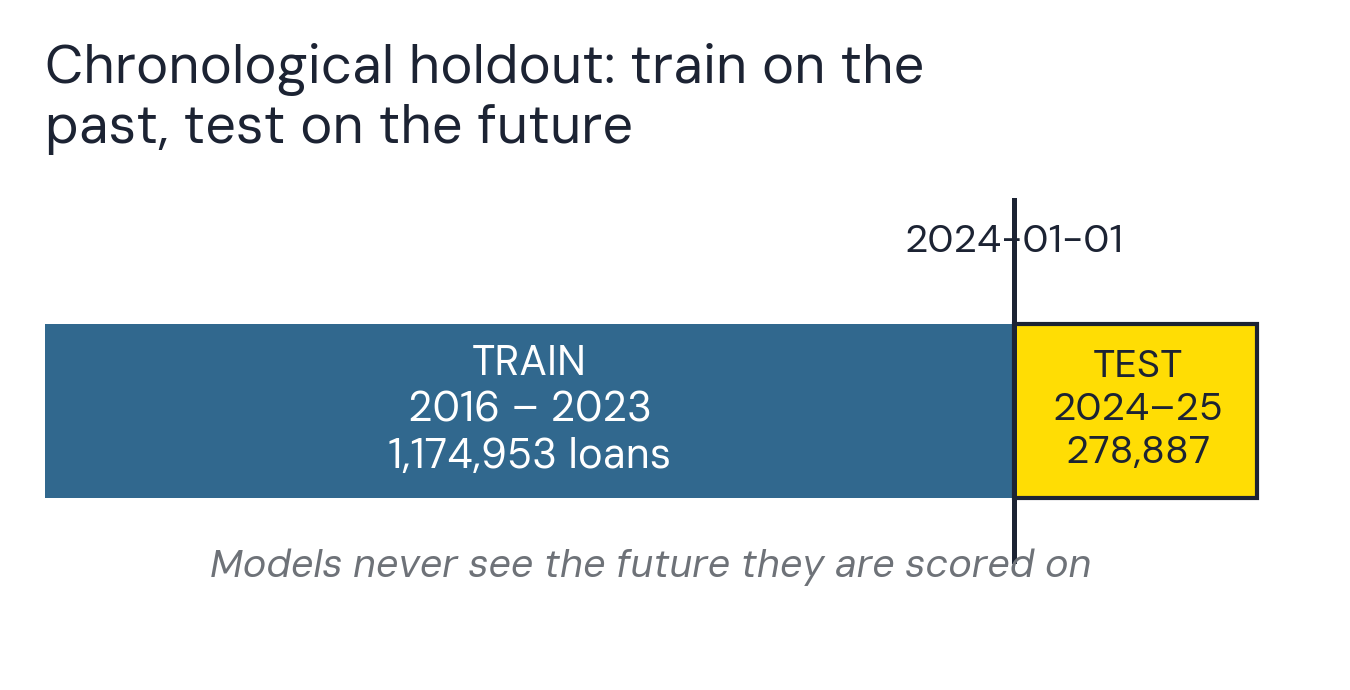 Chronological holdout: train on the
past, test on the future
2024-01-01
TRAIN
2016 – 2023
1,174,953 loans
TEST
2024–25
278,887
Models never see the future they are scored on